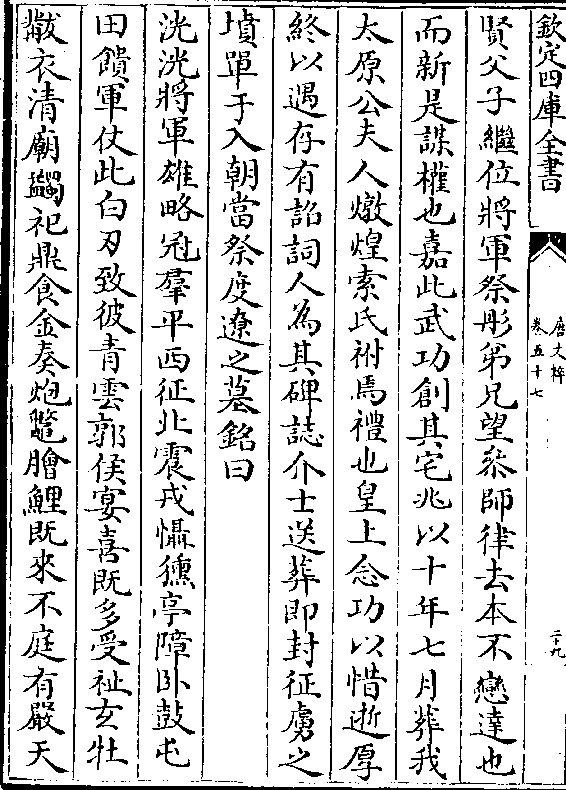 欽定四庫全書
唐文粹
卷五十七
二十九
賢父子繼位將軍祭彤弟兄望參師律去本不戀達也
而新是謀權也嘉此武功創其宅兆以十年七月葬我
太原公夫人燉煌索氏祔焉禮也皇上念功以惜逝厚
終以遇存有詔詞人為其碑誌介士送葬即封征虜之
墳單于入朝當祭度遼之墓銘曰
洸洸將軍雄略冠羣平西征北震戎懾獯亭障卧鼓屯
田饋軍仗此白刃致彼青雲郭侯宴喜既多受祉玄牡
黻衣清廟蠲祀鼎食金奏炰鼈膾鯉既來不庭有嚴天